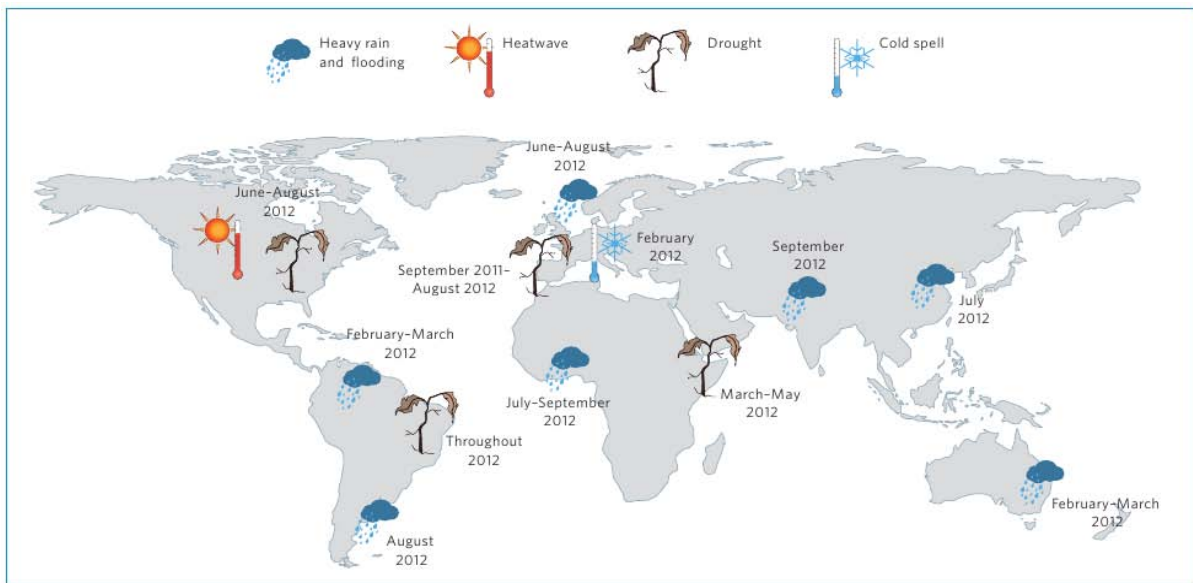 Heavy rain
and flooding
Heatwave
Drought
Cold spell
June–August
2012
June–August
2012
September 2011–
August 2012
February
2012
September
2012
July
2012
February–March
2012
July–September
2012
March–May
2012
Throughout
2012
February–March
2012
August
2012